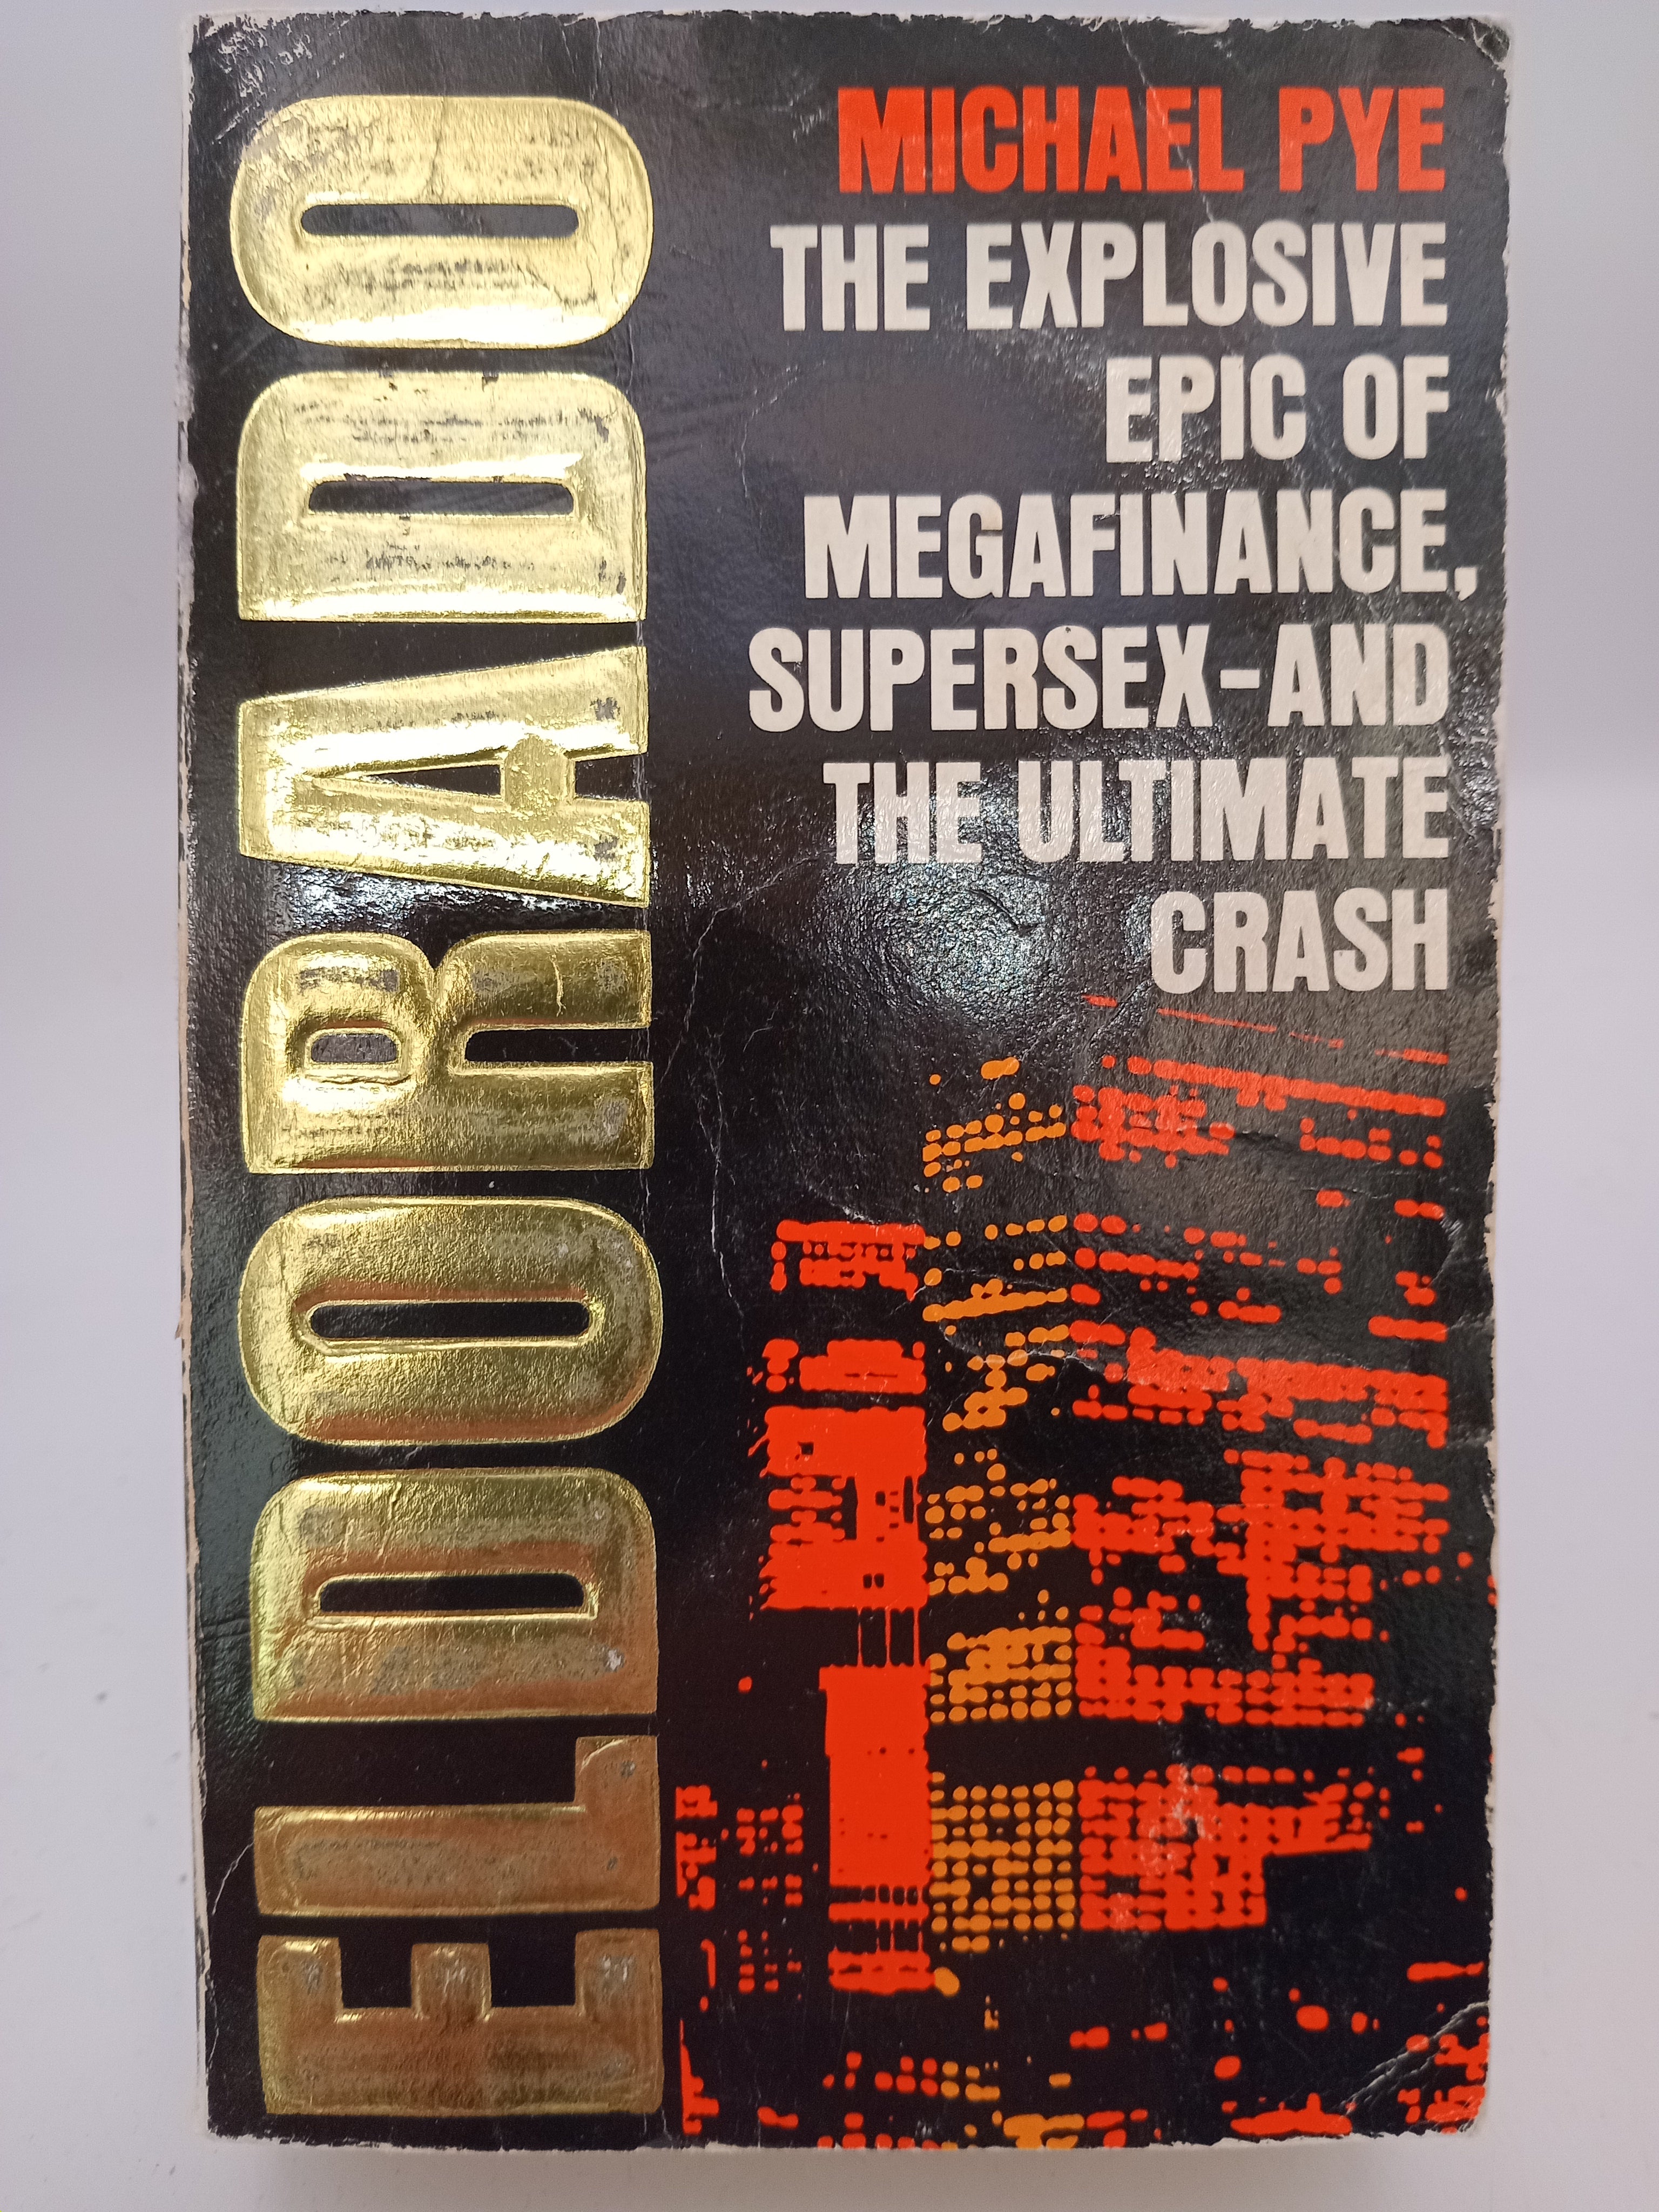 ELDORADO
MICHAEL PYE
THE EXPLOSIVE
EPIC OF
MEGAFINANCE,
SUPERSEX-AND
THE ULTIMATE
CRASH